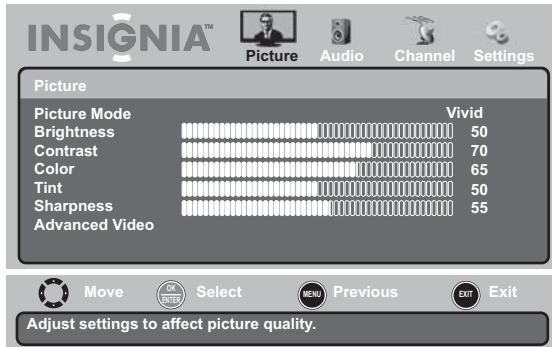 INSIGNIA™
Picture Audio Channel Settings
Picture
Picture Mode Vivid
Brightness 50
Contrast 70
Color 65
Tint 50
Sharpness 55
Advanced Video
Move OK ENTER Select MENU Previous EXIT Exit
Adjust settings to affect picture quality.